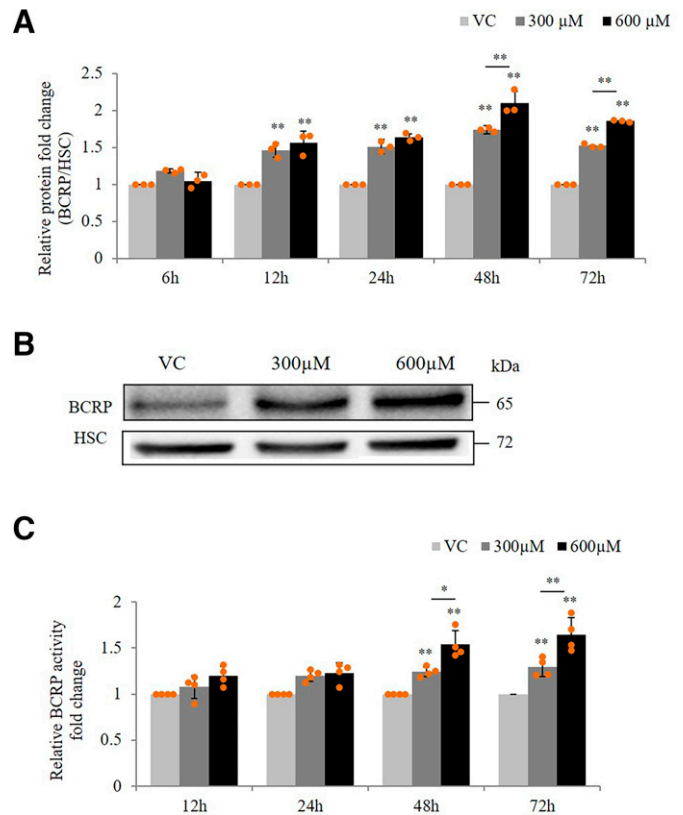 A
VC 300 µM 600 µM
Relative protein fold change
(BCRP/HSC)
2.5
2
1.5
1
0.5
0
** ** ** ** ** ** ** ** ** **
6h 12h 24h 48h 72h
B
VC 300µM 600µM kDa
BCRP 65
HSC 72
C
VC 300µM 600µM
Relative BCRP activity
fold change
2
1.5
1
0.5
0
* ** ** ** ** **
12h 24h 48h 72h